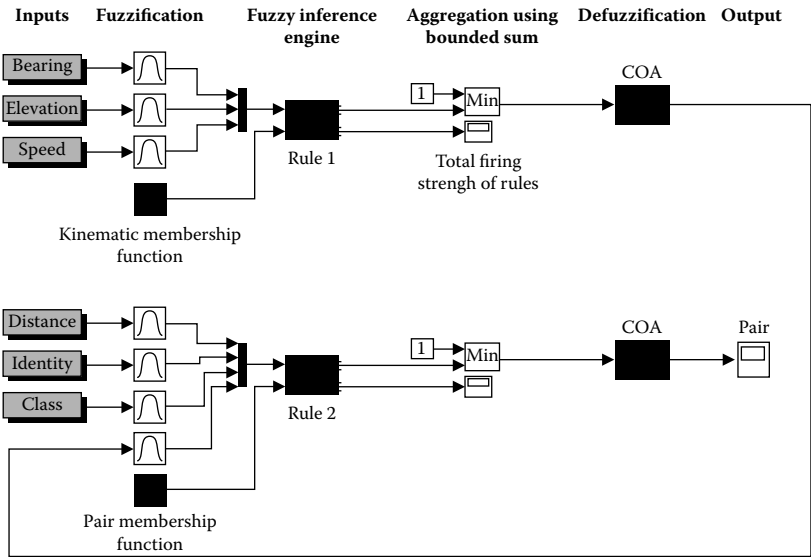 Inputs Fuzzification Fuzzy inference engine Aggregation using bounded sum Defuzzification Output
Bearing
Elevation
Speed
1
Min
COA
Rule 1
Total firing
strengh of rules
Kinematic membership
function
Distance
Identity
Class
1
Min
COA
Pair
Rule 2
Pair membership
function